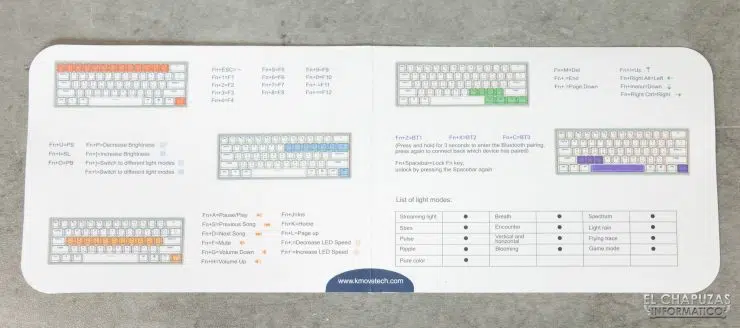 Fn+ESC=~
Fn+1=F1
Fn+2=F2
Fn+3=F3
Fn+4=F4
Fn+5=F5
Fn+6=F6
Fn+7=F7
Fn+8=F8
Fn+9=F9
Fn+0=F10
Fn+-=F11
Fn+==F12
Fn+M=Del
Fn+.=End
Fn+Right Alt=Left
Fn+Right Ctrl=Right
Fn+U=PS
Fn+I=SL
Fn+O=PB
Fn+P=Decrease Brightness
Fn+[=Increase Brightness
Fn+]=Switch to different light modes
Fn+\=Switch to different light modes
Fn+Z=BT1
Fn+X=BT2
Fn+C=BT3
(Press and hold for 3 seconds to enter the Bluetooth pairing,
press again to connect back which device has paired)
Fn+Spacebar=Lock Fn key,
unlock by pressing the Spacebar again
Fn+A=Pause/Play
Fn+S=Previous Song
Fn+D=Next Song
Fn+F=Mute
Fn+G=Volume Down
Fn+H=Volume Up
Fn+J=Ins
Fn+K=Home
Fn+L=Page up
Fn+;=Decrease LED Speed
Fn+'=Increase LED Speed
List of light modes:
Streaming light ● Breath ● Spectrum ●
Stars ● Encounter ● Light rain ●
Pulse ● Vertical and horizontal ● Flying trace ●
Ripple ● Blooming ● Game mode ●
Pure color ●
www.kmovetech.com
EL CHAPUZAS
INFORMÁTICO